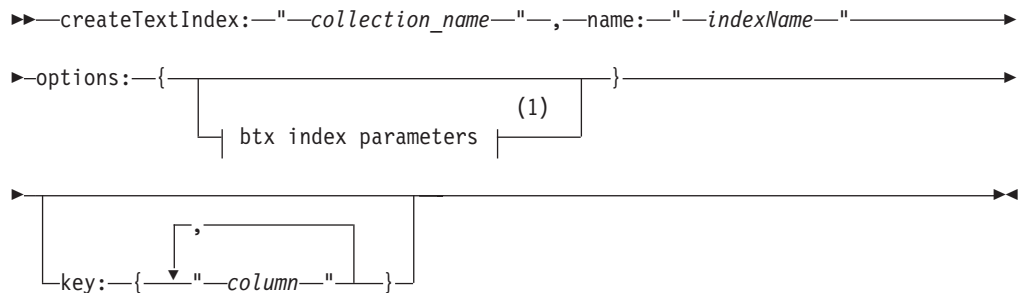 createTextIndex: " collection_name " , name: " indexName "
options: { }
(1)
btx index parameters
,
key: { " column " }